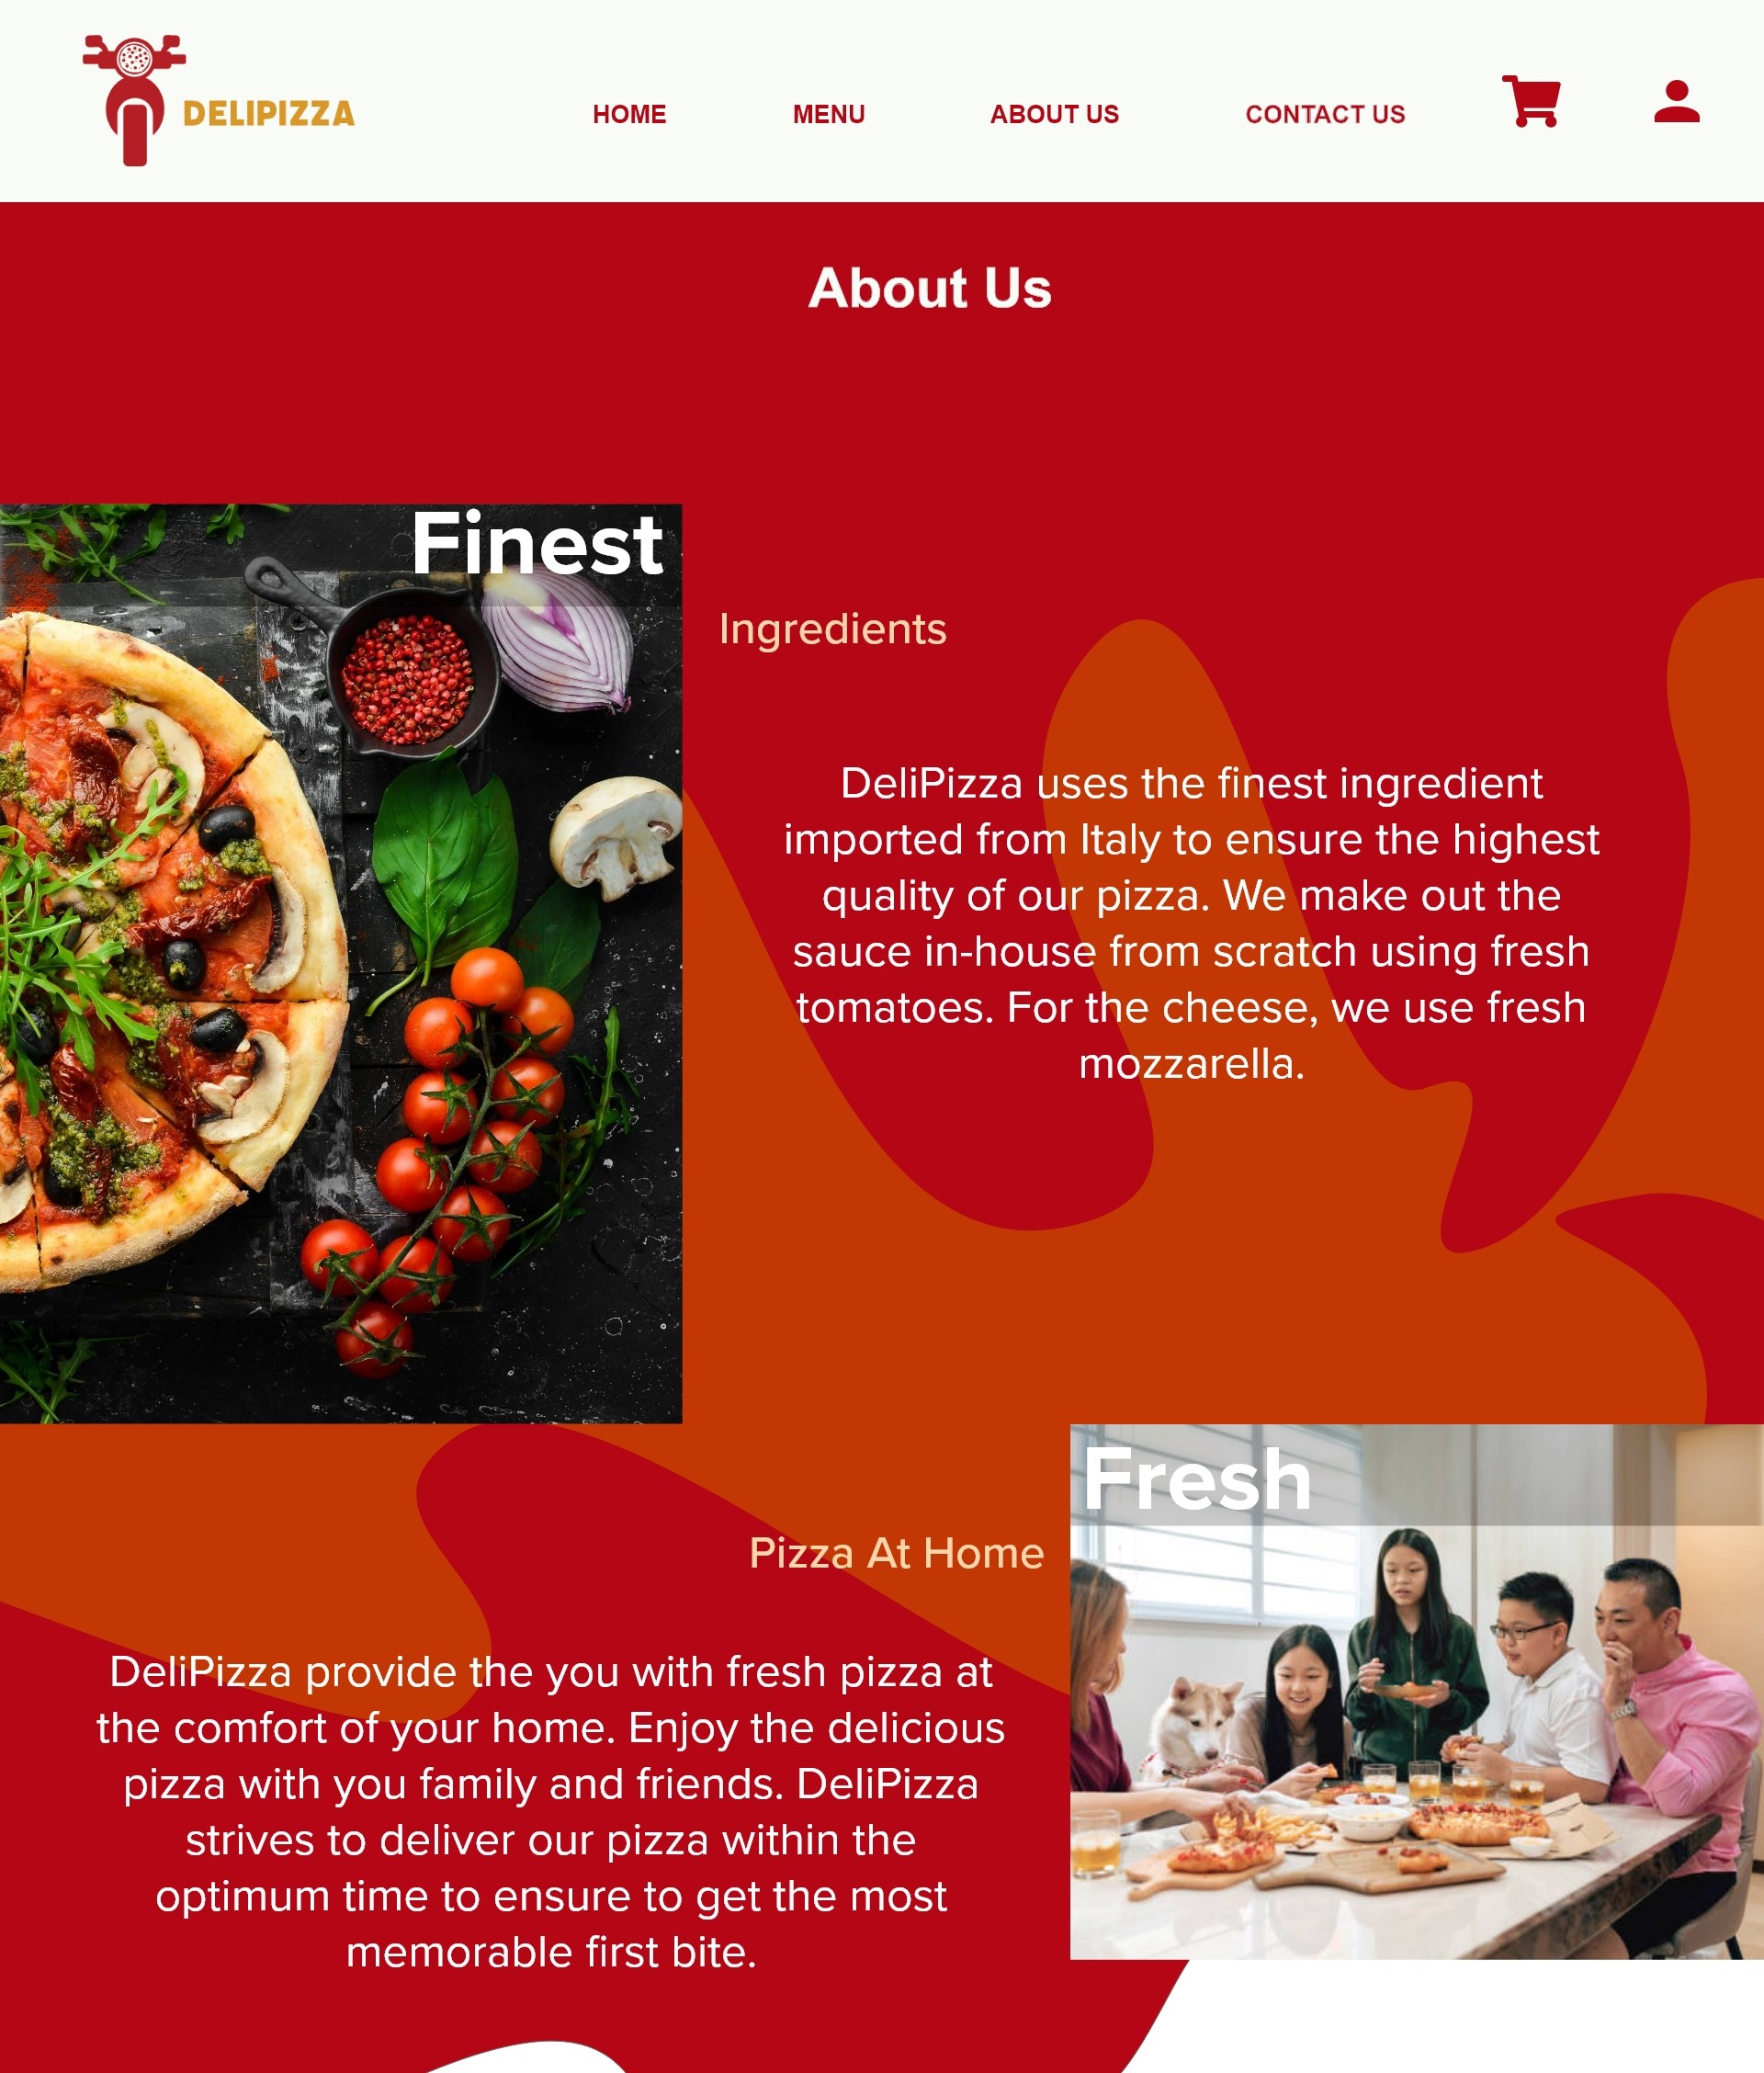 DELIPIZZA
HOME MENU ABOUT US CONTACT US
About Us
Finest
Ingredients
DeliPizza uses the finest ingredient
imported from Italy to ensure the highest
quality of our pizza. We make out the
sauce in-house from scratch using fresh
tomatoes. For the cheese, we use fresh
mozzarella.
Fresh
Pizza At Home
DeliPizza provide the you with fresh pizza at
the comfort of your home. Enjoy the delicious
pizza with you family and friends. DeliPizza
strives to deliver our pizza within the
optimum time to ensure to get the most
memorable first bite.